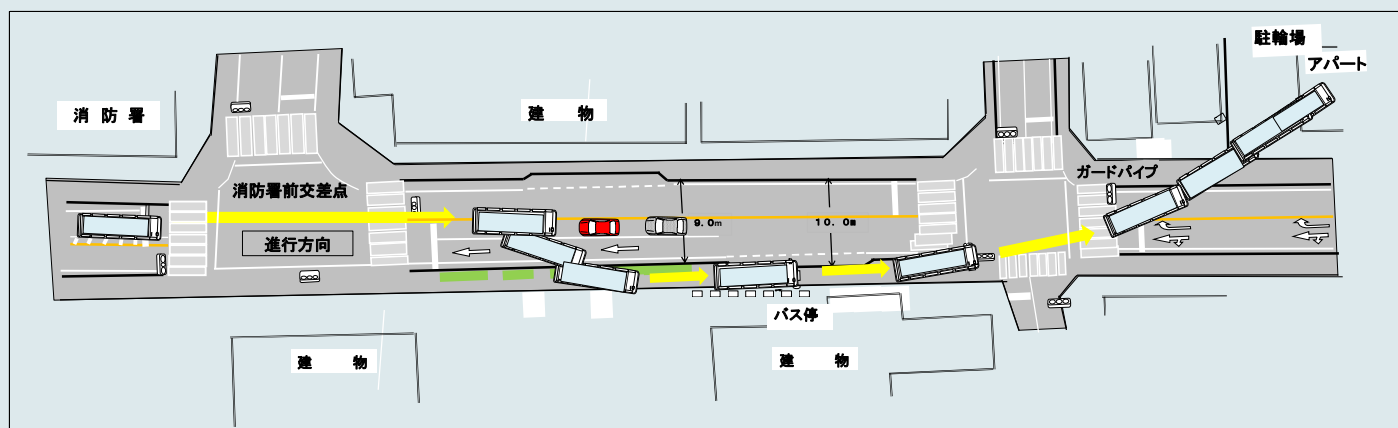 駐輪場
アパート
消防署
建物
ガードパイプ
消防署前交差点
9.0m
10.0m
進行方向
バス停
建物
建物